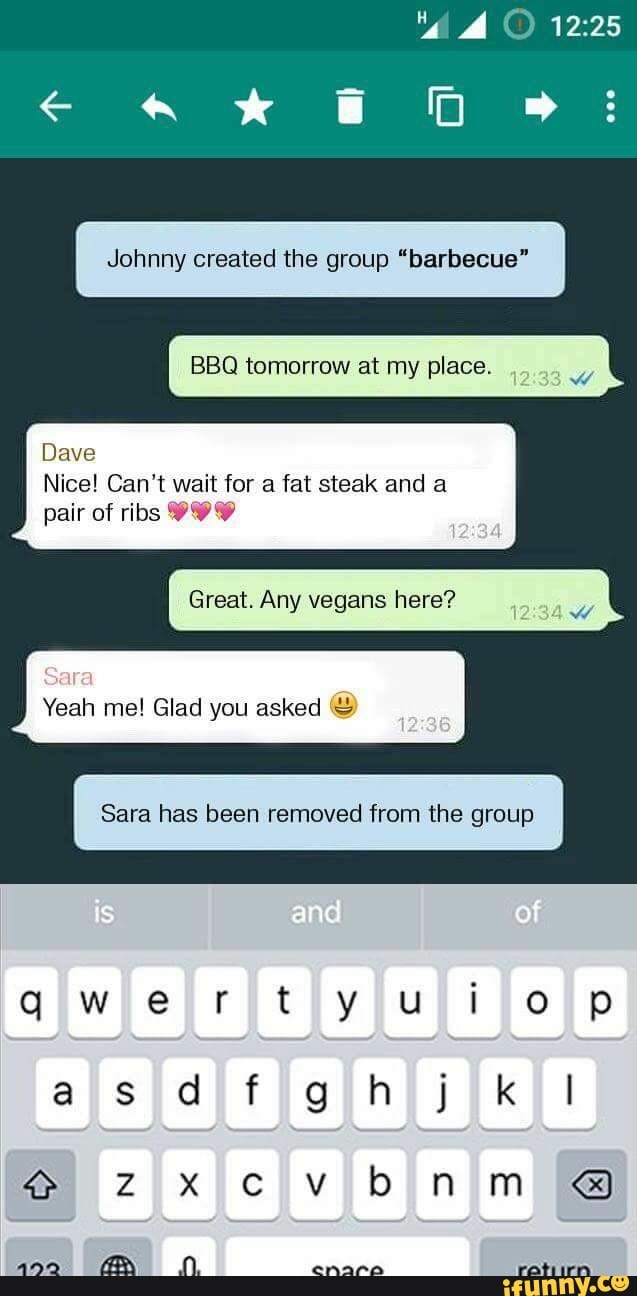 H 12:25
Johnny created the group “barbecue”
BBQ tomorrow at my place. 12:33
Dave
Nice! Can’t wait for a fat steak and a
pair of ribs 💖💖💖
12:34
Great. Any vegans here? 12:34
Sara
Yeah me! Glad you asked 😃
12:36
Sara has been removed from the group
is and of
q w e r t y u i o p
a s d f g h j k l
z x c v b n m
123 space return
ifunny.co